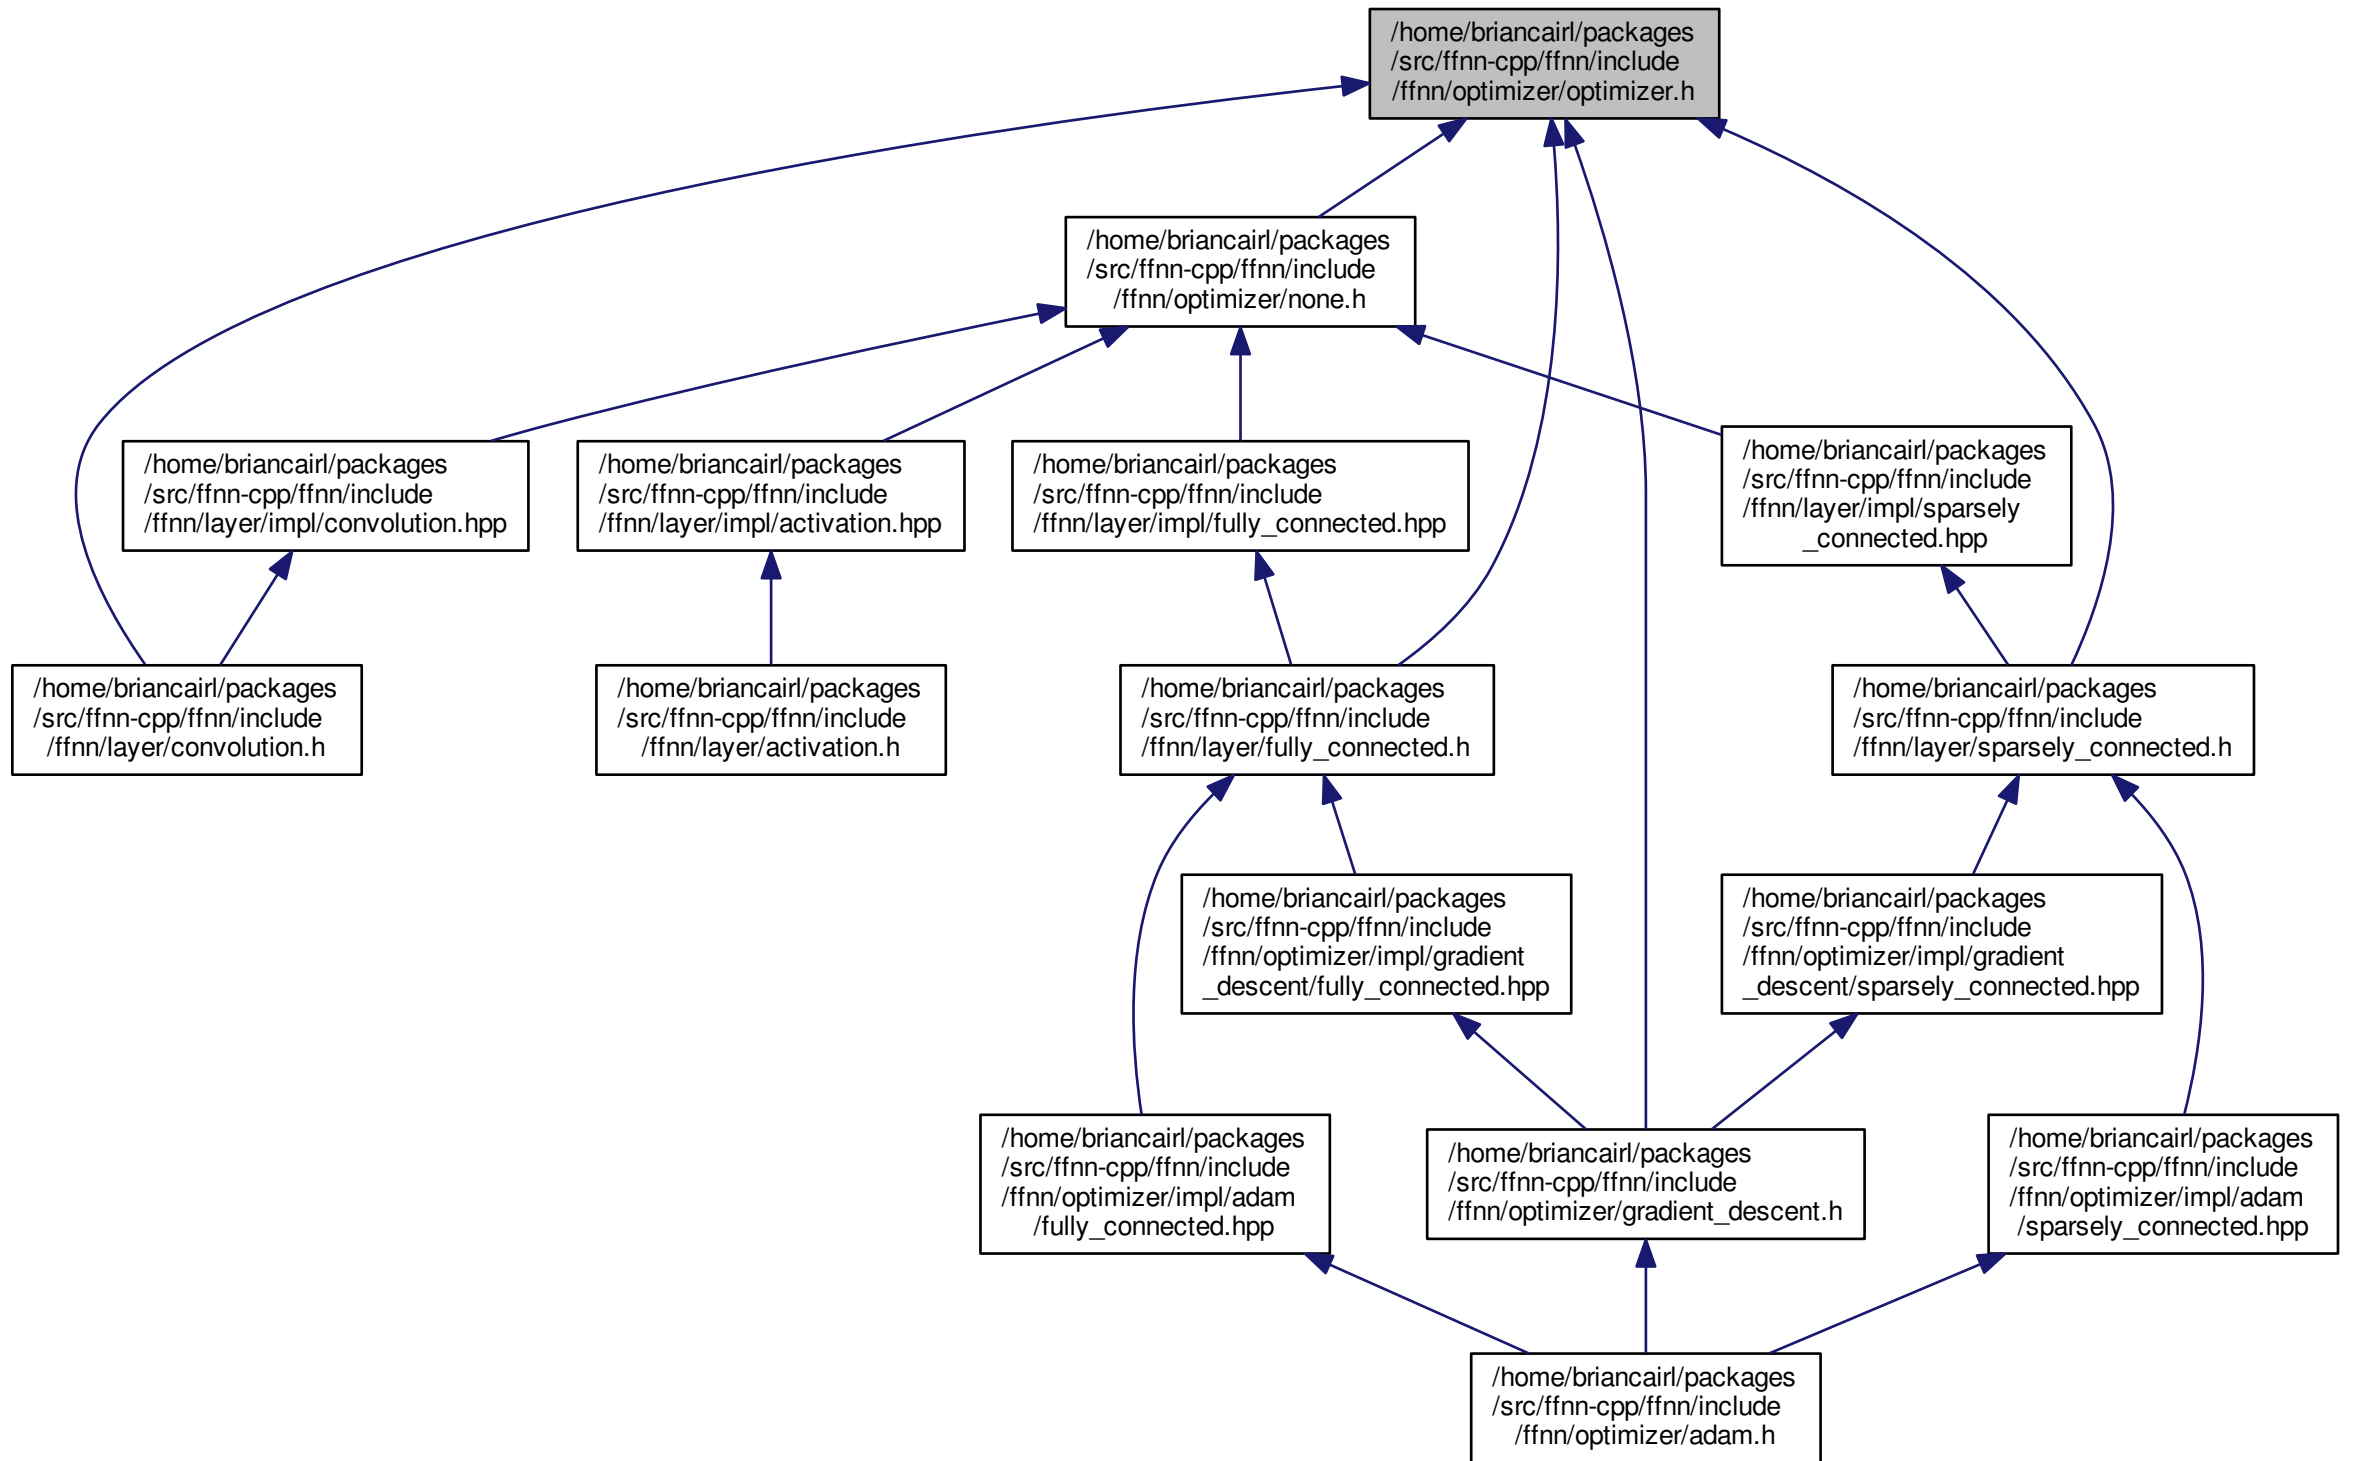 /home/briancairl/packages
/src/ffnn-cpp/ffnn/include
/ffnn/optimizer/optimizer.h
/home/briancairl/packages
/src/ffnn-cpp/ffnn/include
/ffnn/optimizer/none.h
/home/briancairl/packages
/src/ffnn-cpp/ffnn/include
/ffnn/layer/impl/convolution.hpp
/home/briancairl/packages
/src/ffnn-cpp/ffnn/include
/ffnn/layer/impl/activation.hpp
/home/briancairl/packages
/src/ffnn-cpp/ffnn/include
/ffnn/layer/impl/fully_connected.hpp
/home/briancairl/packages
/src/ffnn-cpp/ffnn/include
/ffnn/layer/impl/sparsely
_connected.hpp
/home/briancairl/packages
/src/ffnn-cpp/ffnn/include
/ffnn/layer/convolution.h
/home/briancairl/packages
/src/ffnn-cpp/ffnn/include
/ffnn/layer/activation.h
/home/briancairl/packages
/src/ffnn-cpp/ffnn/include
/ffnn/layer/fully_connected.h
/home/briancairl/packages
/src/ffnn-cpp/ffnn/include
/ffnn/layer/sparsely_connected.h
/home/briancairl/packages
/src/ffnn-cpp/ffnn/include
/ffnn/optimizer/impl/gradient
_descent/fully_connected.hpp
/home/briancairl/packages
/src/ffnn-cpp/ffnn/include
/ffnn/optimizer/impl/gradient
_descent/sparsely_connected.hpp
/home/briancairl/packages
/src/ffnn-cpp/ffnn/include
/ffnn/optimizer/impl/adam
/fully_connected.hpp
/home/briancairl/packages
/src/ffnn-cpp/ffnn/include
/ffnn/optimizer/gradient_descent.h
/home/briancairl/packages
/src/ffnn-cpp/ffnn/include
/ffnn/optimizer/impl/adam
/sparsely_connected.hpp
/home/briancairl/packages
/src/ffnn-cpp/ffnn/include
/ffnn/optimizer/adam.h